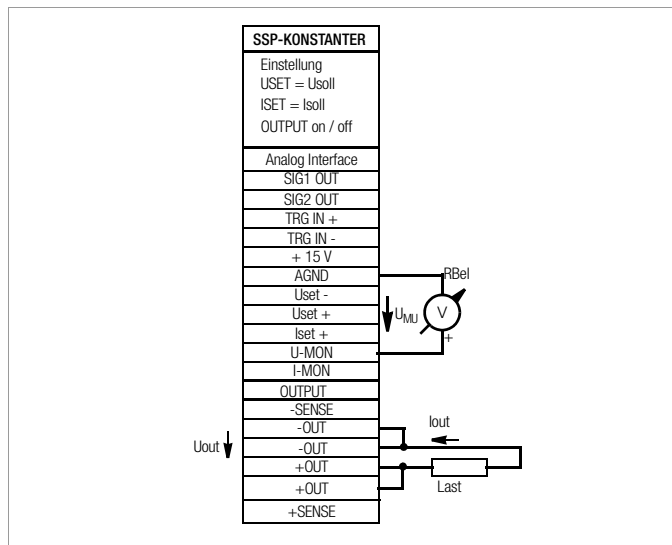 SSP-KONSTANTER
Einstellung
USET = Usoll
ISET = Isoll
OUTPUT on / off
Analog Interface
SIG1 OUT
SIG2 OUT
TRG IN +
TRG IN -
+ 15 V
AGND
RBel
Uset -
Uset +
UMU
V
Iset +
+
U-MON
I-MON
OUTPUT
-SENSE
-OUT
Iout
Uout
-OUT
+OUT
+OUT
Last
+SENSE